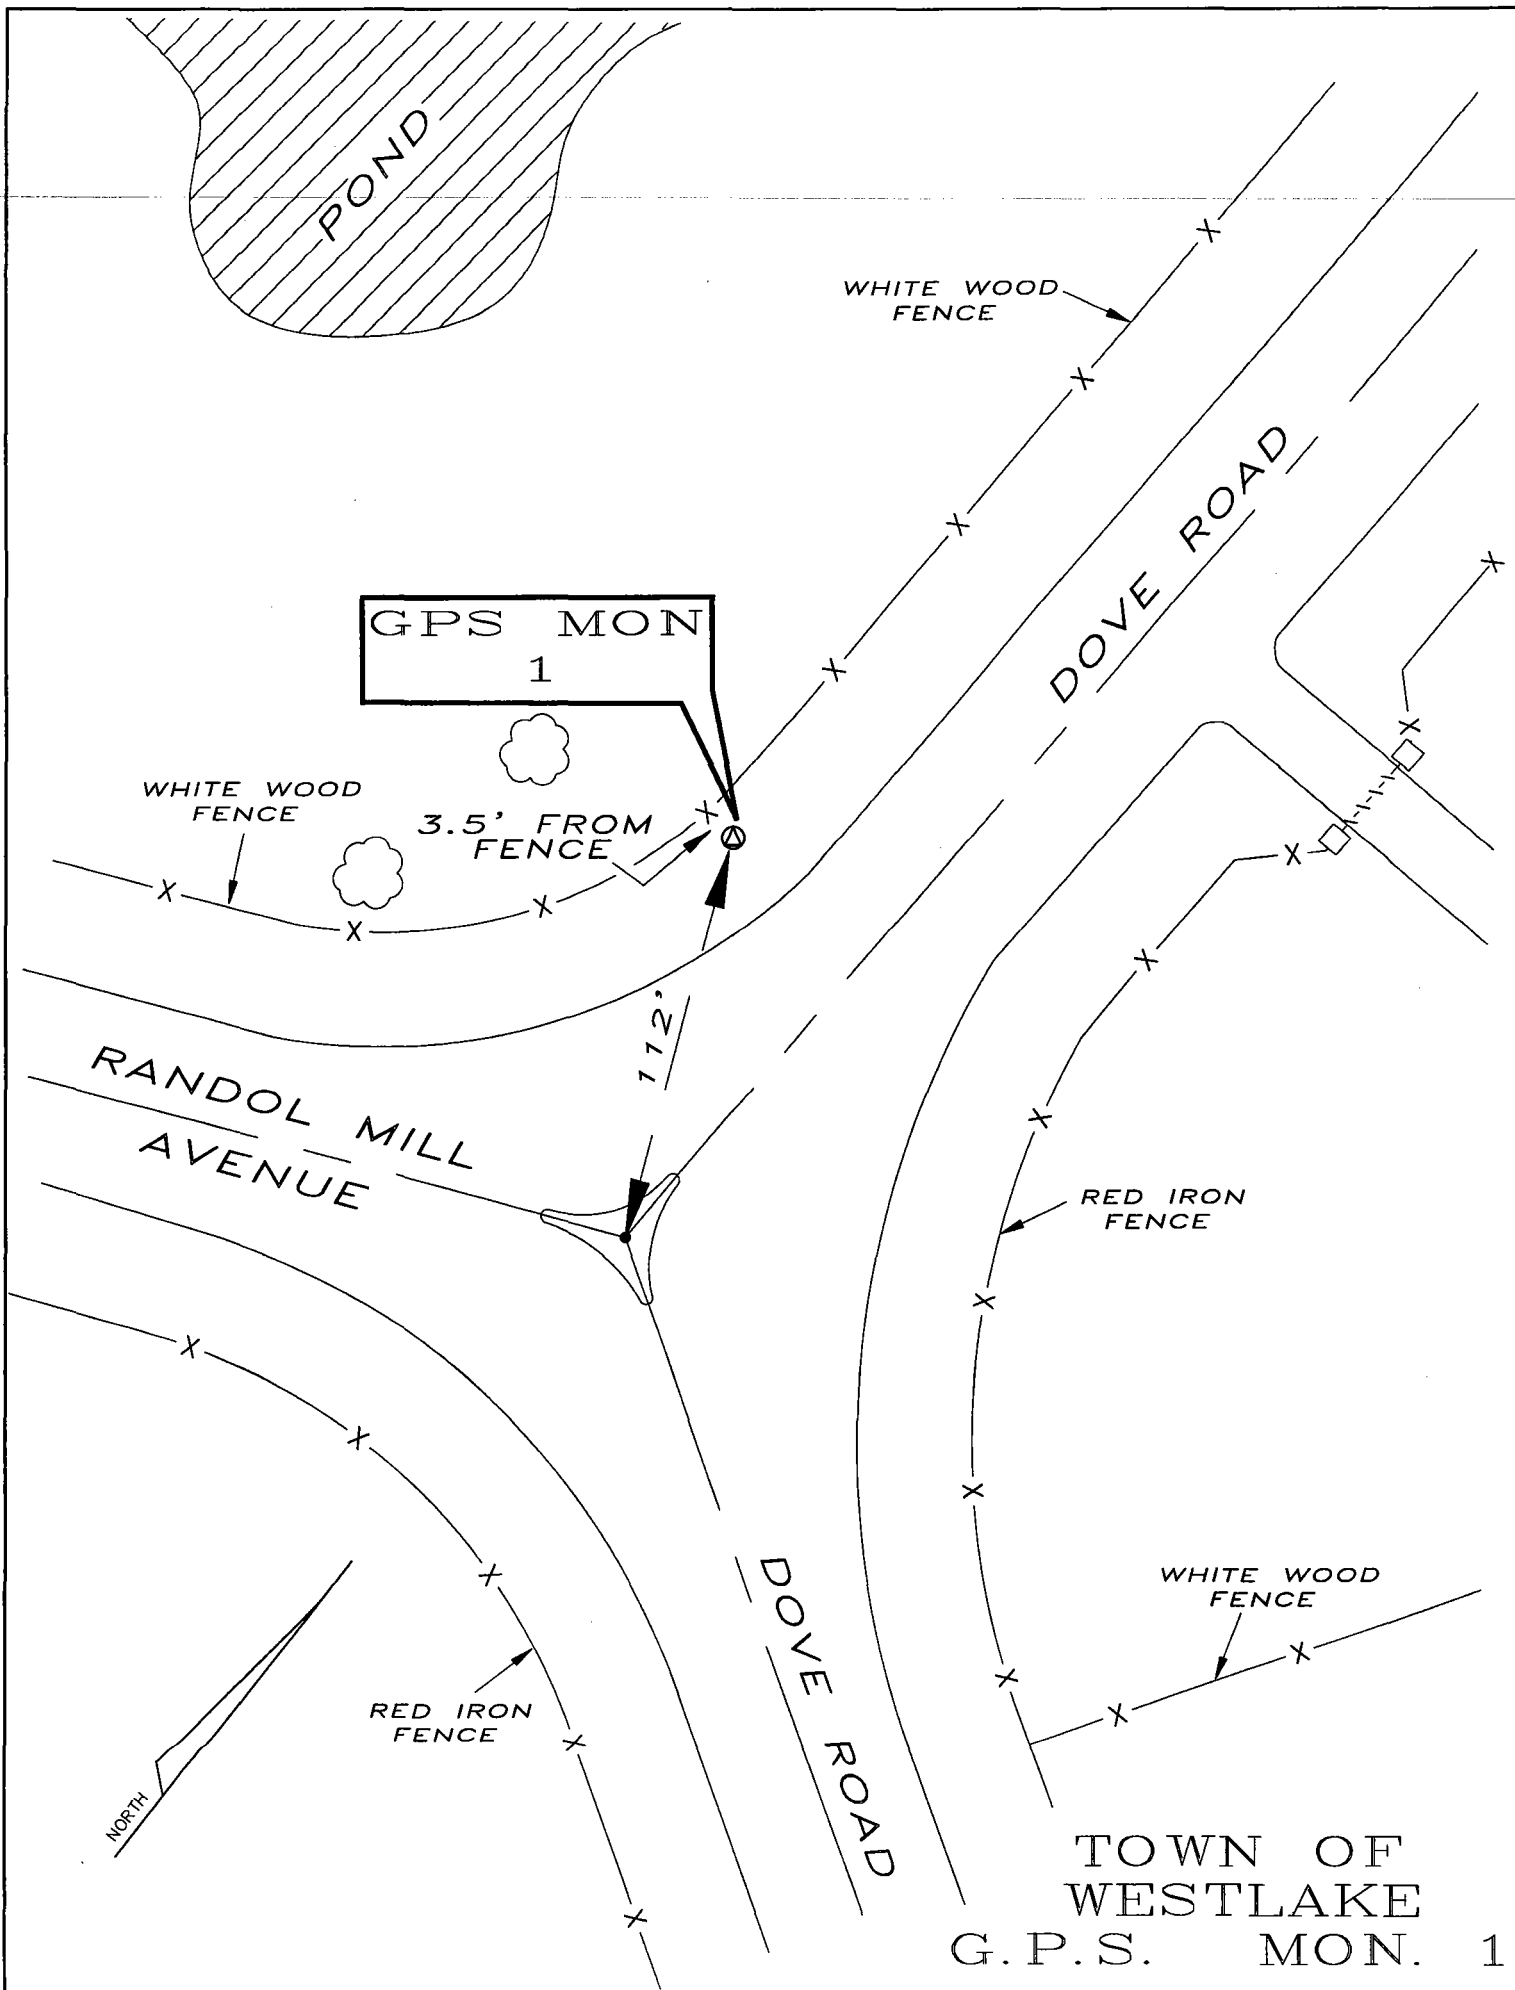 POND
WHITE WOOD
FENCE
DOVE ROAD
GPS MON
1
WHITE WOOD
FENCE
3.5' FROM
FENCE
112'
RANDOL MILL
AVENUE
RED IRON
FENCE
WHITE WOOD
FENCE
DOVE ROAD
RED IRON
FENCE
NORTH
TOWN OF
WESTLAKE
G.P.S. MON. 1